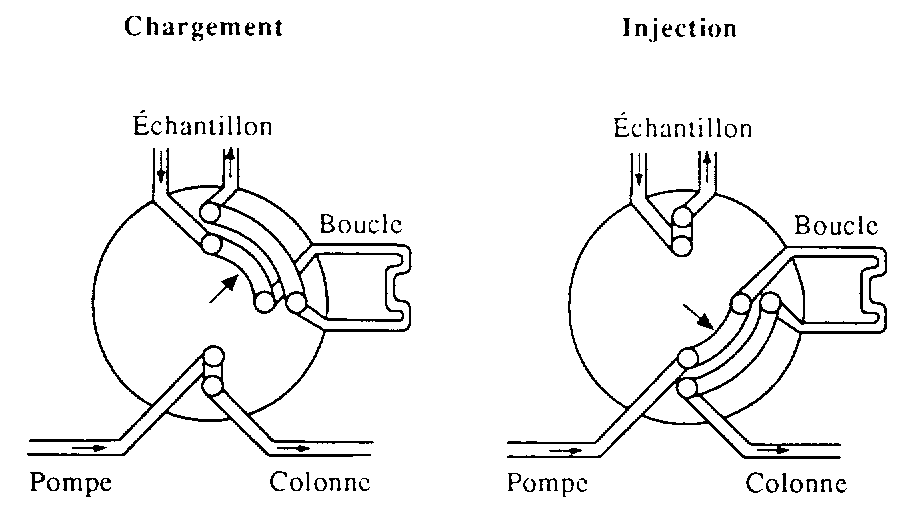 Chargement
Injection
Échantillon
Échantillon
Boucle
Boucle
Pompe
Colonne
Pompe
Colonne